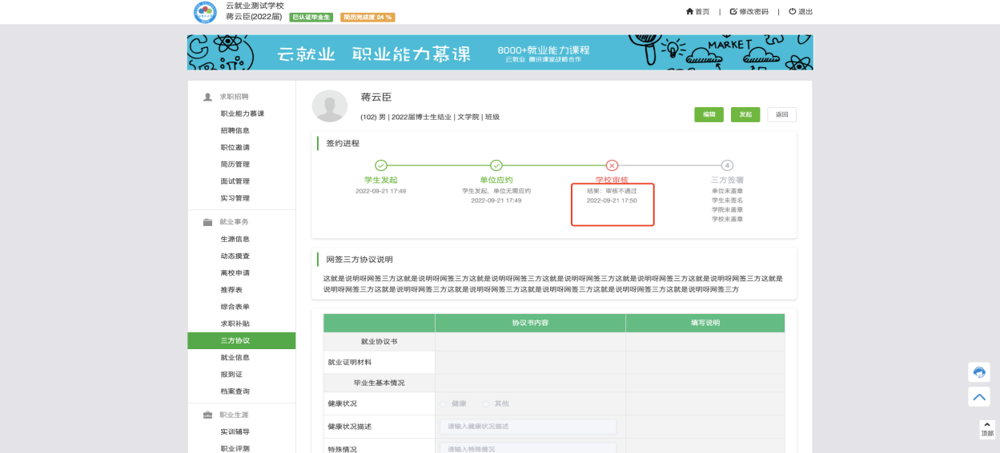 云就业测试学校
蒋云臣(2022届) 已认证毕业生 简历完成度 24 %
首页 | 修改密码 | 退出
云就业 职业能力慕课
8000+就业能力课程
云就业 腾讯课堂战略合作
MARKET
求职招聘
职业能力慕课
招聘信息
职位邀请
简历管理
面试管理
实习管理
就业事务
生源信息
动态摸查
离校申请
推荐表
综合表单
求职补贴
三方协议
就业信息
报到证
档案查询
职业生涯
实训辅导
职业评测
蒋云臣
(102) 男 | 2022届博士生结业 | 文学院 | 班级
编辑 发起 返回
签约进程
学生发起
2022-09-21 17:49
单位应约
学生发起，单位无需应约
2022-09-21 17:49
学校审核
结果：审核不通过
2022-09-21 17:50
4
三方签署
单位未盖章
学生未签名
学院未盖章
学校未盖章
网签三方协议说明
这就是说明呀网签三方这就是说明呀网签三方这就是说明呀网签三方这就是说明呀网签三方这就是说明呀网签三方这就是说明呀网签三方这就是
说明呀网签三方这就是说明呀网签三方这就是说明呀网签三方这就是说明呀网签三方这就是说明呀网签三方这就是说明呀网签三方
协议书内容 填写说明
就业协议书
就业证明材料
毕业生基本情况
健康状况 健康 其他
健康状况描述 请输入健康状况描述
特殊情况 请输入特殊情况
顶部